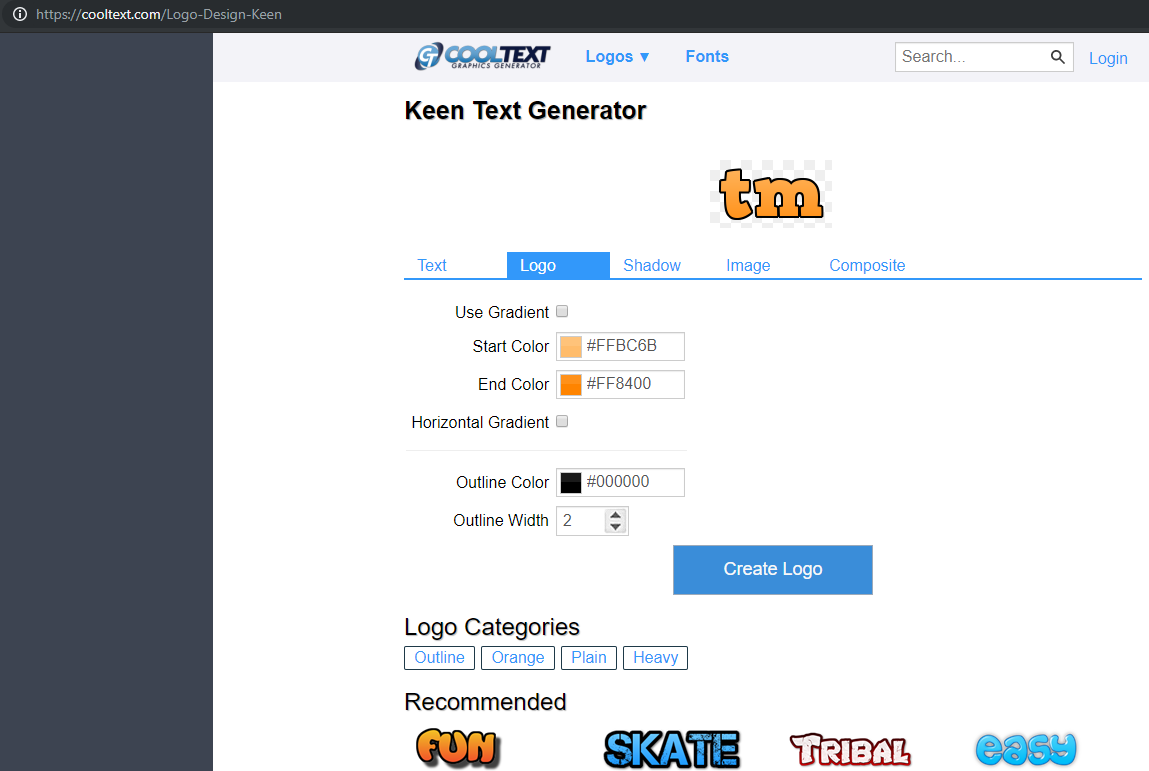 https://cooltext.com/Logo-Design-Keen
COOLTEXT
GRAPHICS GENERATOR
Logos ▼
Fonts
Search...
Login
Keen Text Generator
tm
Text
Logo
Shadow
Image
Composite
Use Gradient
Start Color #FFBC6B
End Color #FF8400
Horizontal Gradient
Outline Color #000000
Outline Width 2
Create Logo
Logo Categories
Outline
Orange
Plain
Heavy
Recommended
FUN
SKATE
TRIBAL
easy